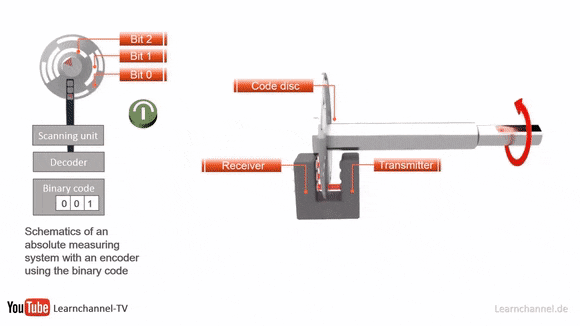 Bit 2
Bit 1
Bit 0
Code disc
Scanning unit
Decoder
Receiver
Transmitter
Binary code
0 0 1
Schematics of an
absolute measuring
system with an encoder
using the binary code
YouTube Learnchannel-TV
Learnchannel.de